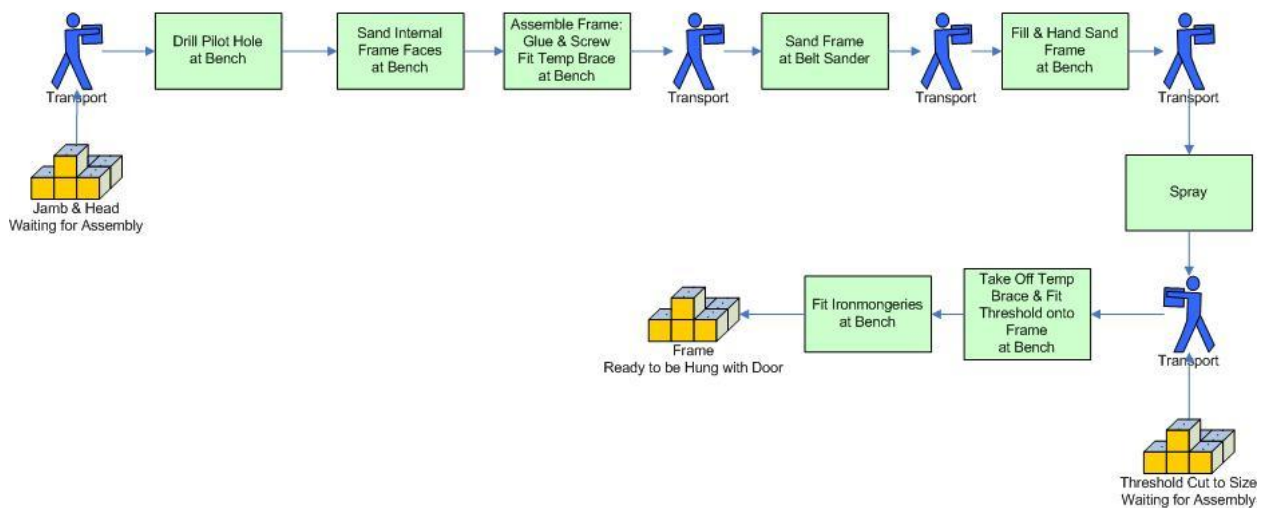 Transport
Drill Pilot Hole
at Bench
Sand Internal
Frame Faces
at Bench
Assemble Frame:
Glue & Screw
Fit Temp Brace
at Bench
Transport
Sand Frame
at Belt Sander
Transport
Fill & Hand Sand
Frame
at Bench
Transport
Jamb & Head
Waiting for Assembly
Spray
Transport
Take Off Temp
Brace & Fit
Threshold onto
Frame
at Bench
Fit Ironmongeries
at Bench
Frame
Ready to be Hung with Door
Threshold Cut to Size
Waiting for Assembly